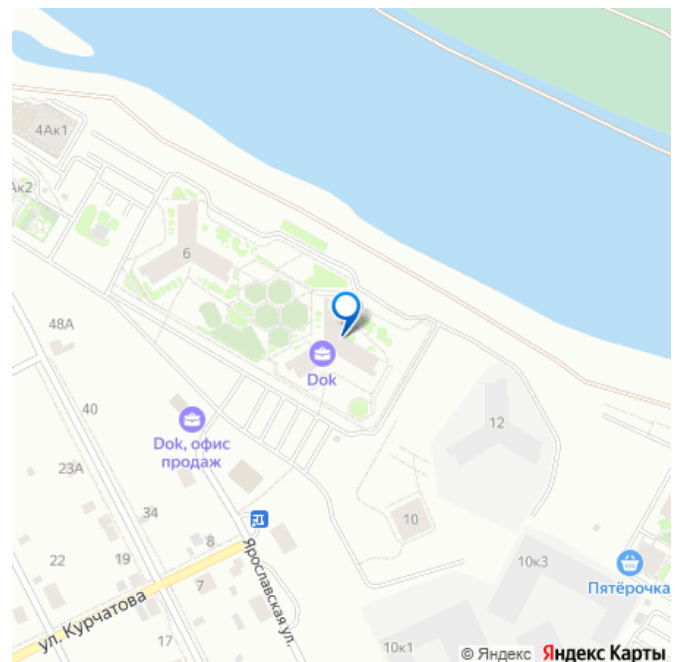 4Ак1
Ак2
6
48А
Dok
40
Dok, офис
продаж
12
23А
34
10
8
22
19
10к3
7
Пятёрочка
ул. Курчатова
Ярославская ул.
17
10к1
© Яндекс Яндекс Карты